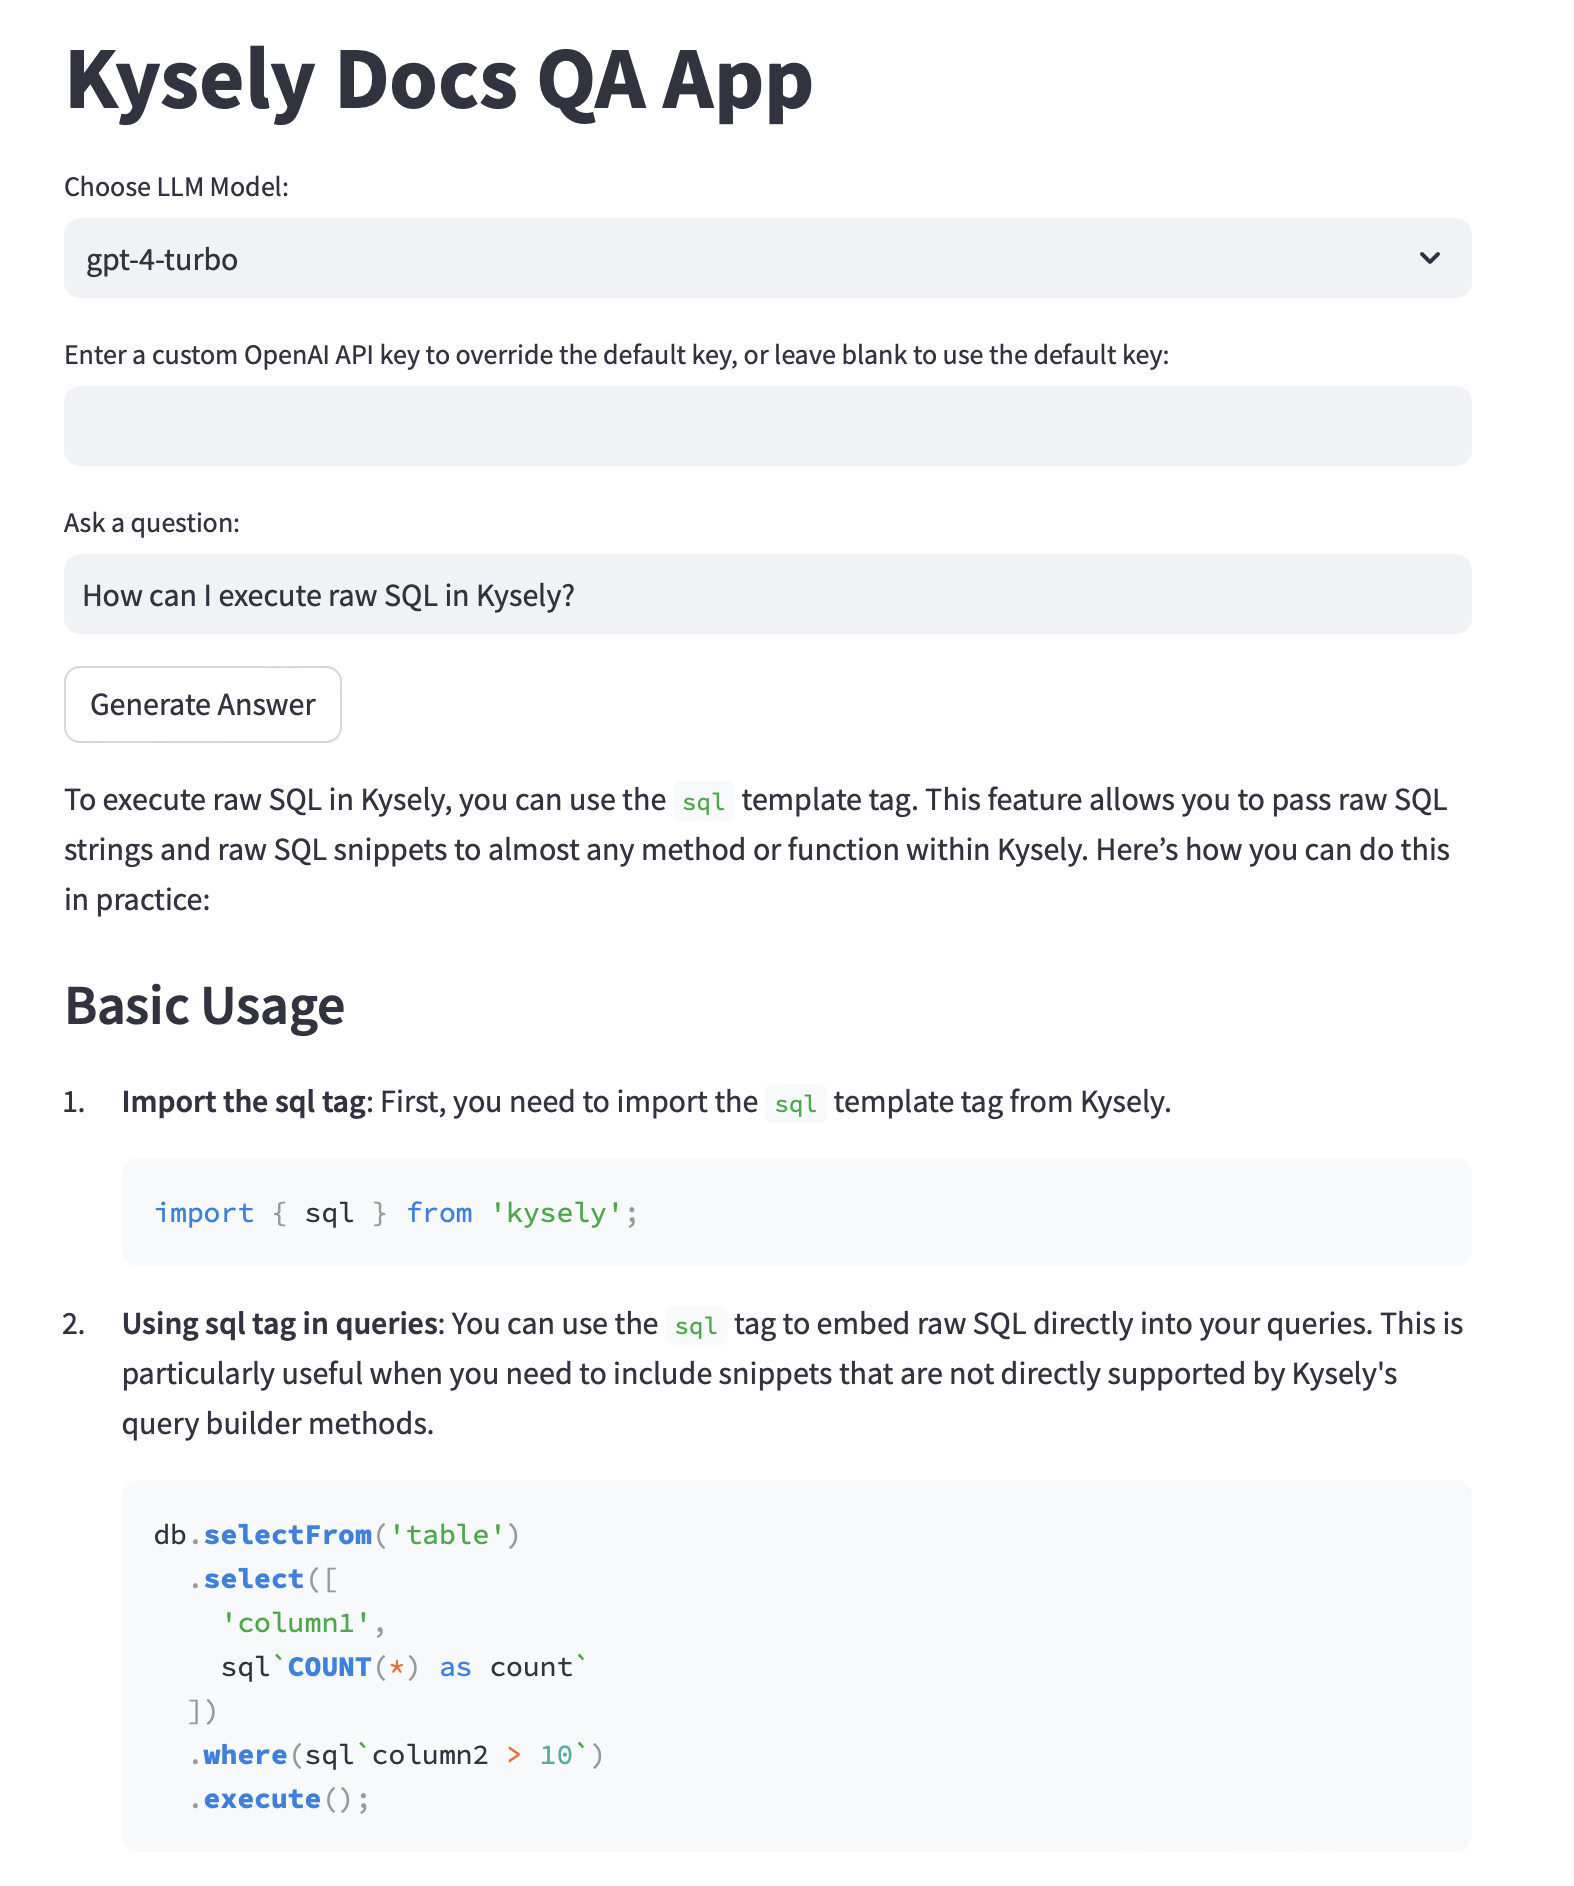 Kysely Docs QA App
Choose LLM Model:
gpt-4-turbo
Enter a custom OpenAI API key to override the default key, or leave blank to use the default key:
Ask a question:
How can I execute raw SQL in Kysely?
Generate Answer
To execute raw SQL in Kysely, you can use the sql template tag. This feature allows you to pass raw SQL
strings and raw SQL snippets to almost any method or function within Kysely. Here’s how you can do this
in practice:
Basic Usage
1. Import the sql tag: First, you need to import the sql template tag from Kysely.
import { sql } from 'kysely';
2. Using sql tag in queries: You can use the sql tag to embed raw SQL directly into your queries. This is
particularly useful when you need to include snippets that are not directly supported by Kysely's
query builder methods.
db.selectFrom('table')
  .select([
    'column1',
    sql`COUNT(*) as count`
  ])
  .where(sql`column2 > 10`)
  .execute();